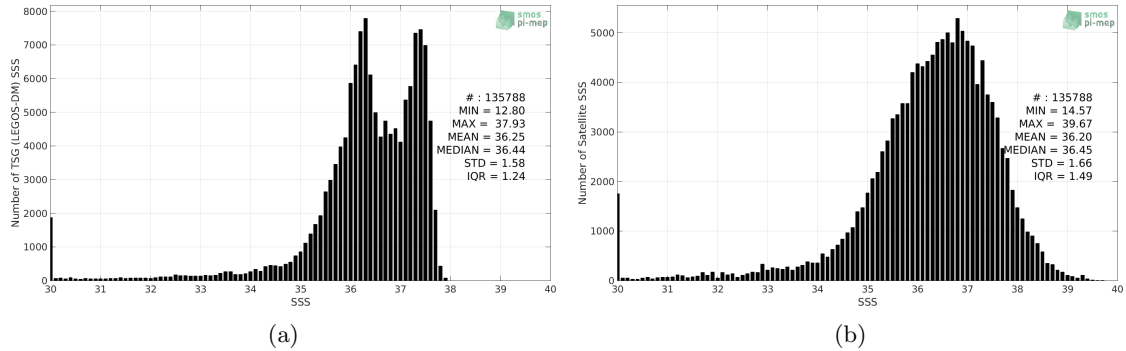 smos
pi-mep
Number of TSG (LEGOS-DM) SSS
8000
7000
6000
5000
4000
3000
2000
1000
0
# : 135788
MIN = 12.80
MAX = 37.93
MEAN = 36.25
MEDIAN = 36.44
STD = 1.58
IQR = 1.24
30 31 32 33 34 35 36 37 38 39 40
SSS
(a)
smos
pi-mep
Number of Satellite SSS
5000
4000
3000
2000
1000
0
# : 135788
MIN = 14.57
MAX = 39.67
MEAN = 36.20
MEDIAN = 36.45
STD = 1.66
IQR = 1.49
30 31 32 33 34 35 36 37 38 39 40
SSS
(b)